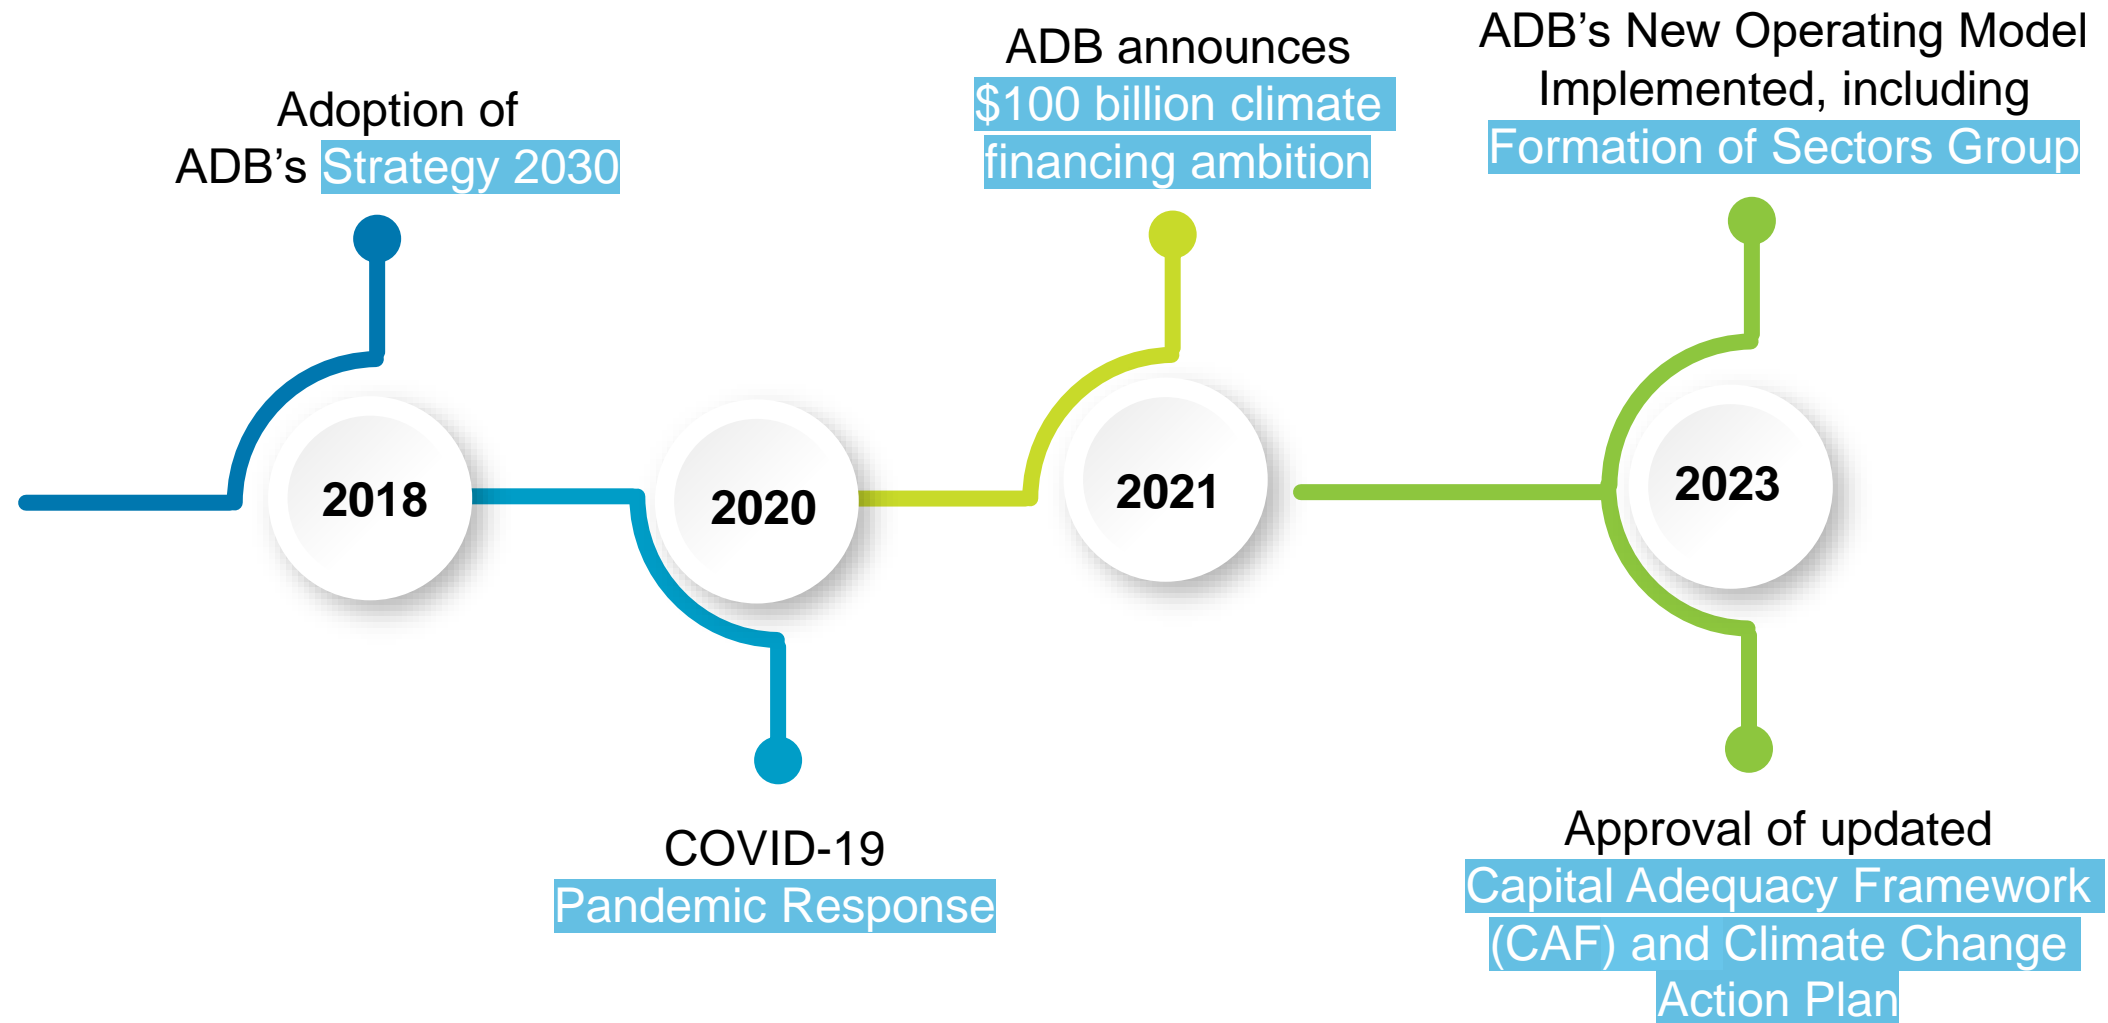 Adoption of
ADB’s Strategy 2030
2018
2020
COVID-19
Pandemic Response
ADB announces
$100 billion climate
financing ambition
2021
ADB’s New Operating Model
Implemented, including
Formation of Sectors Group
2023
Approval of updated
Capital Adequacy Framework
(CAF) and Climate Change
Action Plan